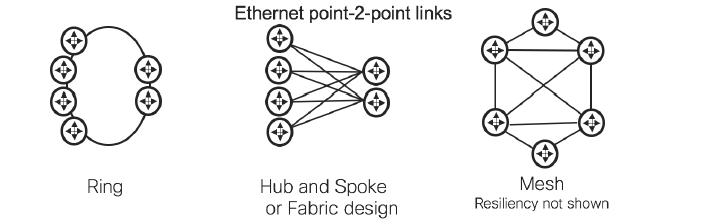 Ethernet point-2-point links
Ring
Hub and Spoke
or Fabric design
Mesh
Resiliency not shown